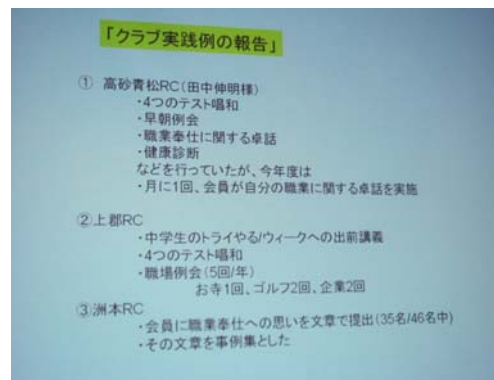 「クラブ実践例の報告」
① 高砂青松RC(田中伸明様)
・4つのテスト唱和
・早朝例会
・職業奉仕に関する卓話
・健康診断
などを行っていたが、今年度は
・月に1回、会員が自分の職業に関する卓話を実施
②上郡RC
・中学生のトライやる/ウィークへの出前講義
・4つのテスト唱和
・職場例会(5回/年)
お寺1回、ゴルフ2回、企業2回
③洲本RC
・会員に職業奉仕への思いを文章で提出(35名/46名中)
・その文章を事例集とした